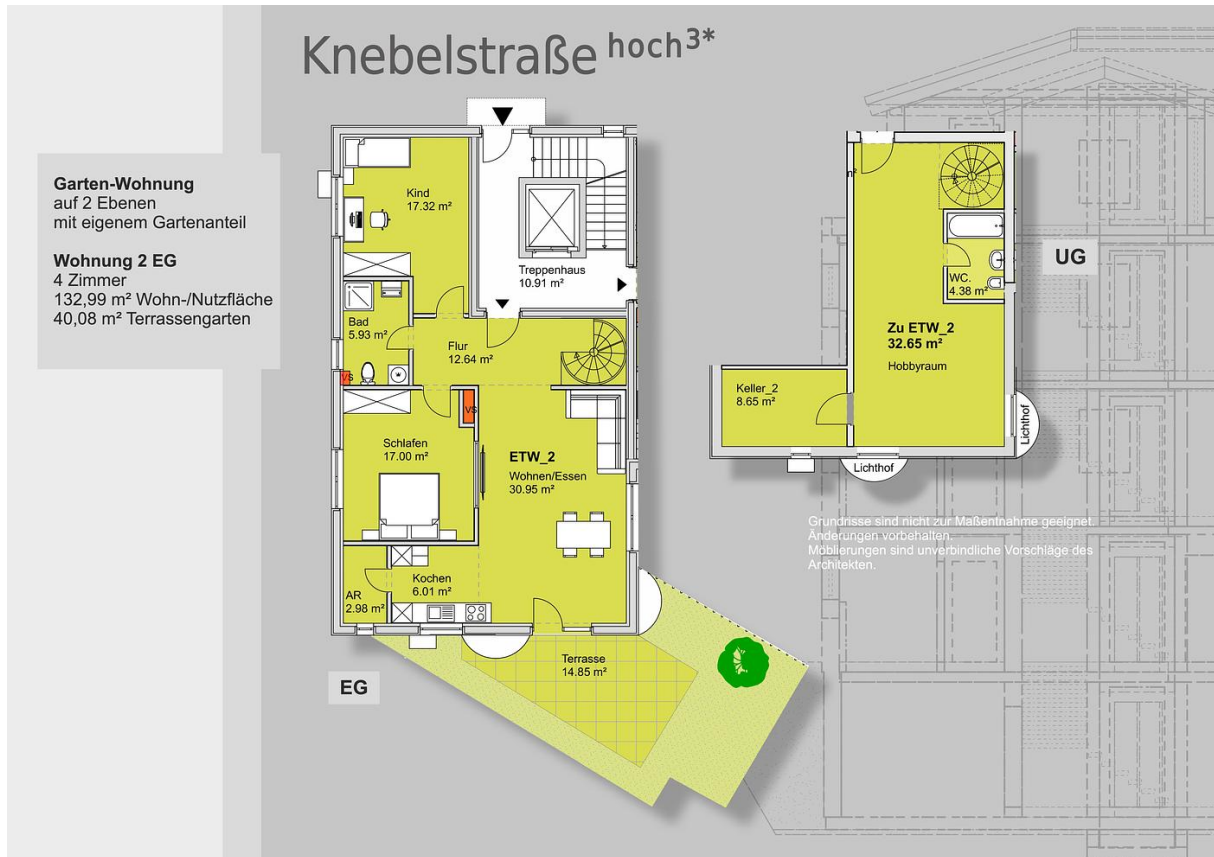 Knebelstraße hoch³*
Garten-Wohnung
auf 2 Ebenen
mit eigenem Gartenanteil
Wohnung 2 EG
4 Zimmer
132,99 m² Wohn-/Nutzfläche
40,08 m² Terrassengarten
Kind
17.32 m²
Treppenhaus
10.91 m²
Bad
5.93 m²
Flur
12.64 m²
VS
VS
Schlafen
17.00 m²
ETW_2
Wohnen/Essen
30.95 m²
Kochen
6.01 m²
AR
2.98 m²
Terrasse
14.85 m²
EG
UG
WC.
4.38 m²
Zu ETW_2
32.65 m²
Hobbyraum
Keller_2
8.65 m²
Lichthof
Lichthof
Grundrisse sind nicht zur Maßentnahme geeignet.
Änderungen vorbehalten.
Möblierungen sind unverbindliche Vorschläge des
Architekten.